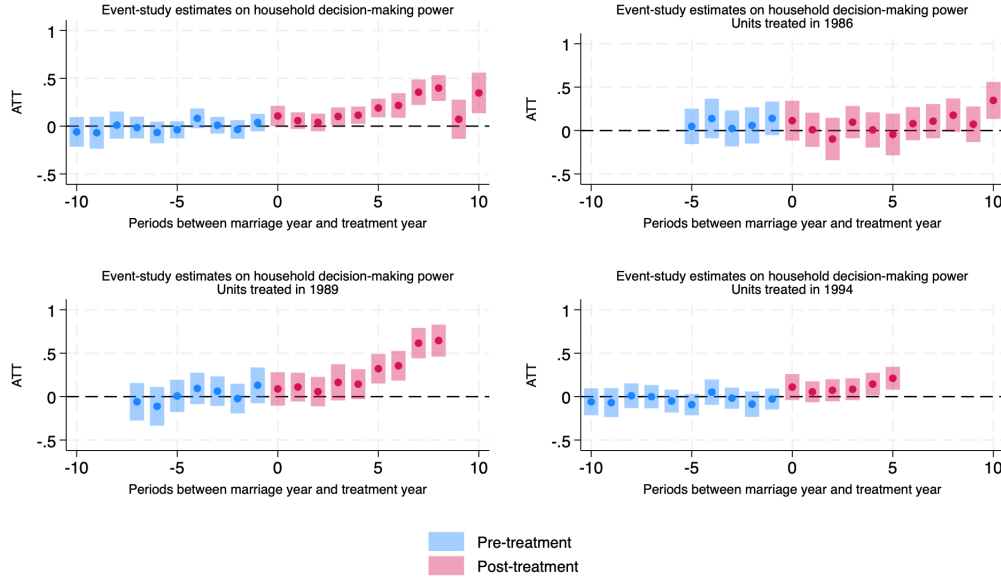 Event-study estimates on household decision-making power
1
.5
0
-.5
ATT
-10
-5
0
5
10
Periods between marriage year and treatment year
Event-study estimates on household decision-making power
Units treated in 1986
1
.5
0
-.5
ATT
-10
-5
0
5
10
Periods between marriage year and treatment year
Event-study estimates on household decision-making power
Units treated in 1989
1
.5
0
-.5
ATT
-10
-5
0
5
10
Periods between marriage year and treatment year
Event-study estimates on household decision-making power
Units treated in 1994
1
.5
0
-.5
ATT
-10
-5
0
5
10
Periods between marriage year and treatment year
Pre-treatment
Post-treatment